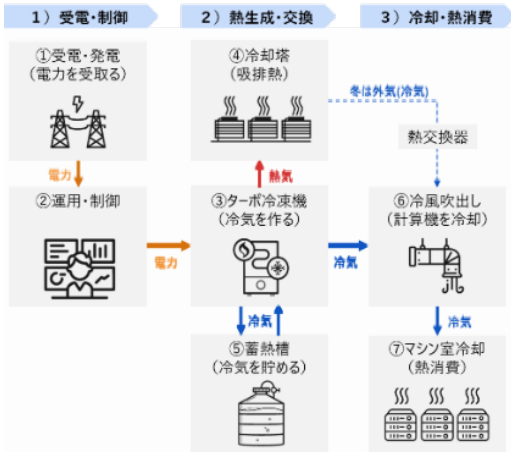 1）受電・制御
2）熱生成・交換
3）冷却・熱消費
①受電・発電
(電力を受取る)
電力
②運用・制御
電力
④冷却塔
(吸排熱)
熱気
③ターボ冷凍機
(冷気を作る)
冷気
冷気
⑤蓄熱槽
(冷気を貯める)
冬は外気(冷気)
熱交換器
⑥冷風吹出し
(計算機を冷却)
冷気
⑦マシン室冷却
(熱消費)